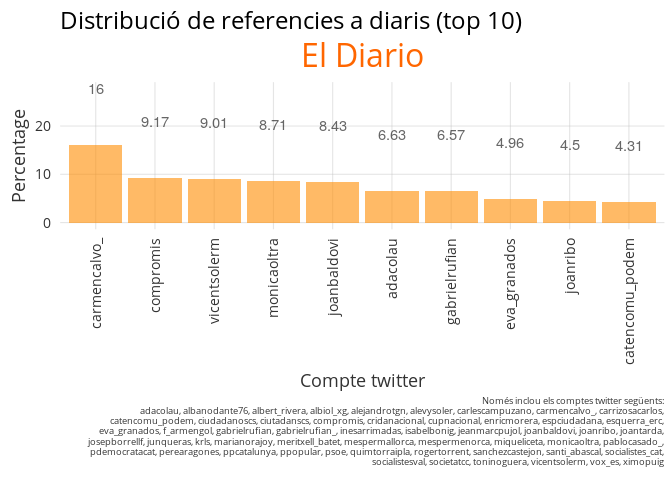 Distribució de referencies a diaris (top 10)
El Diario
Percentage
20
10
0
16
9.17
9.01
8.71
8.43
6.63
6.57
4.96
4.5
4.31
carmencalvo_
compromis
vicentsolerm
monicaoltra
joanbaldovi
adacolau
gabrielrufian
eva_granados
joanribo
catencomu_podem
Compte twitter
Només inclou els comptes twitter següents:
adacolau, albanodante76, albert_rivera, albiol_xg, alejandrotgn, alevysoler, carlescampuzano, carmencalvo_, carrizosacarlos,
catencomu_podem, ciudadanoscs, ciutadanscs, compromis, cridanacional, cupnacional, enricmorera, espciudadana, esquerra_erc,
eva_granados, f_armengol, gabrielrufian, gabrielrufian_, inesarrimadas, isabelbonig, jeanmarcpujol, joanbaldovi, joanribo, joantarda,
josepborrellf, junqueras, krls, marianorajoy, meritxell_batet, mespermallorca, mespermenorca, miqueliceta, monicaoltra, pablocasado_,
pdemocratacat, perearagones, ppcatalunya, ppopular, psoe, quimtorraipla, rogertorrent, sanchezcastejon, santi_abascal, socialistes_cat,
socialistesval, societatcc, toninoguera, vicentsolerm, vox_es, ximopuig